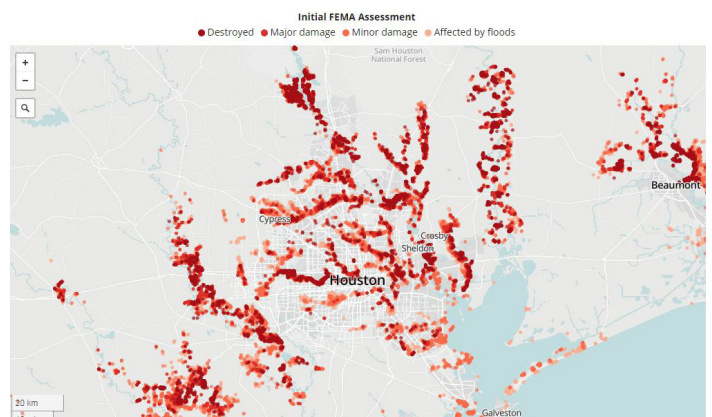 Initial FEMA Assessment
Destroyed Major damage Minor damage Affected by floods
Sam Houston
National Forest
+
−
Beaumont
Cypress
Crosby
Sheldon
Houston
20 km
Galveston